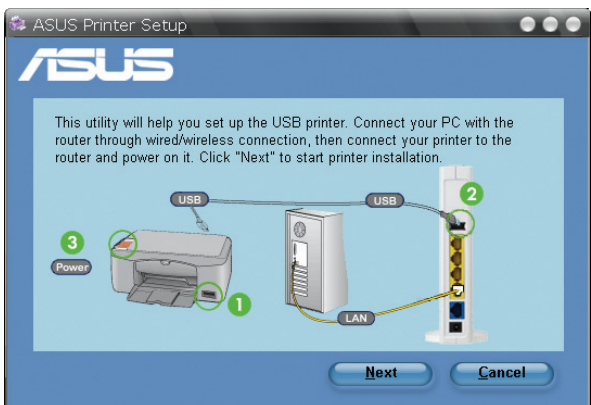 ASUS Printer Setup
ASUS
This utility will help you set up the USB printer. Connect your PC with the
router through wired/wireless connection, then connect your printer to the
router and power on it. Click "Next" to start printer installation.
USB
USB
2
3
Power
1
LAN
Next
Cancel